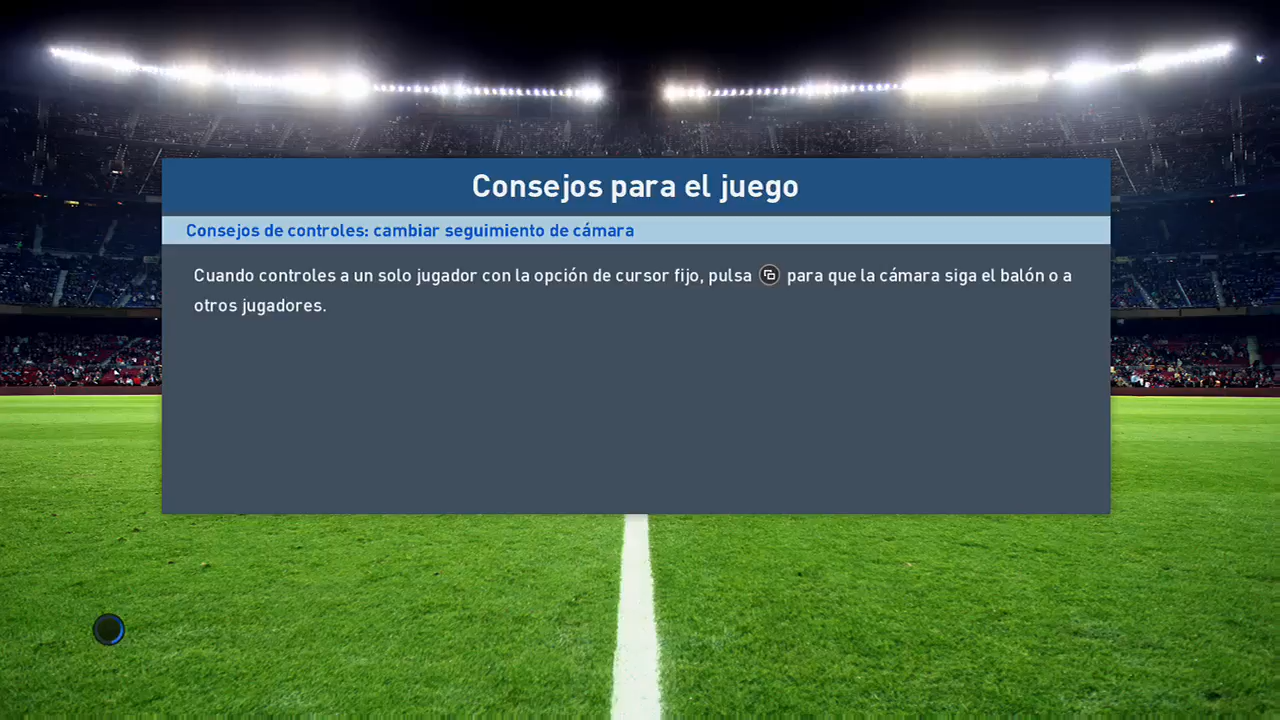 Consejos para el juego
Consejos de controles: cambiar seguimiento de cámara
Cuando controles a un solo jugador con la opción de cursor fijo, pulsa para que la cámara siga el balón o a
otros jugadores.